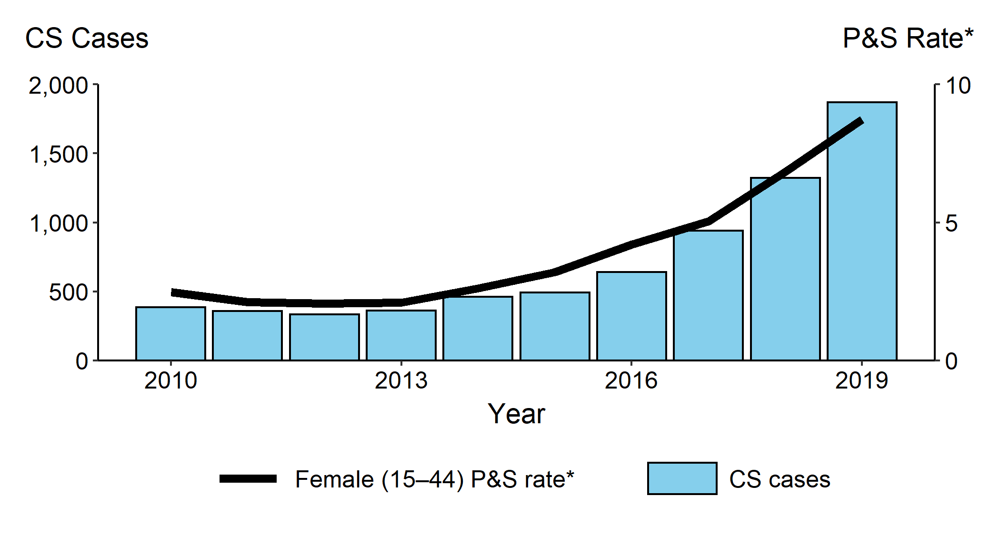 CS Cases
P&S Rate*
2,000
1,500
1,000
500
0
10
5
0
2010
2013
2016
2019
Year
Female (15–44) P&S rate*
CS cases